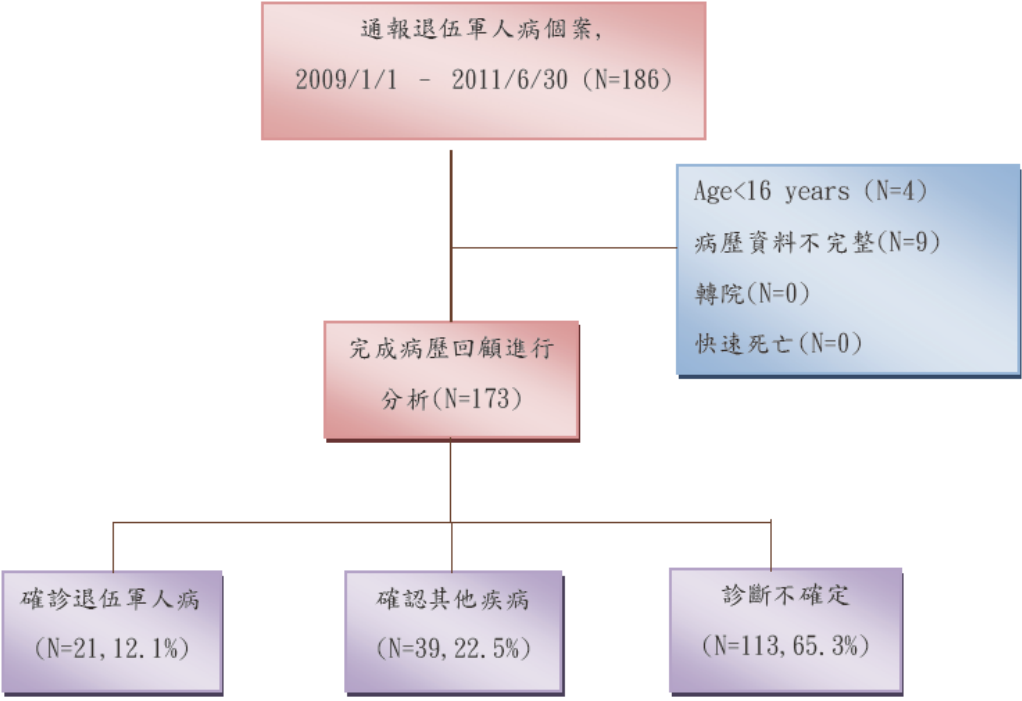 通報退伍軍人病個案,
2009/1/1 – 2011/6/30 (N=186)
Age<16 years (N=4)
病歷資料不完整(N=9)
轉院(N=0)
快速死亡(N=0)
完成病歷回顧進行
分析(N=173)
確診退伍軍人病
(N=21,12.1%)
確認其他疾病
(N=39,22.5%)
診斷不確定
(N=113,65.3%)